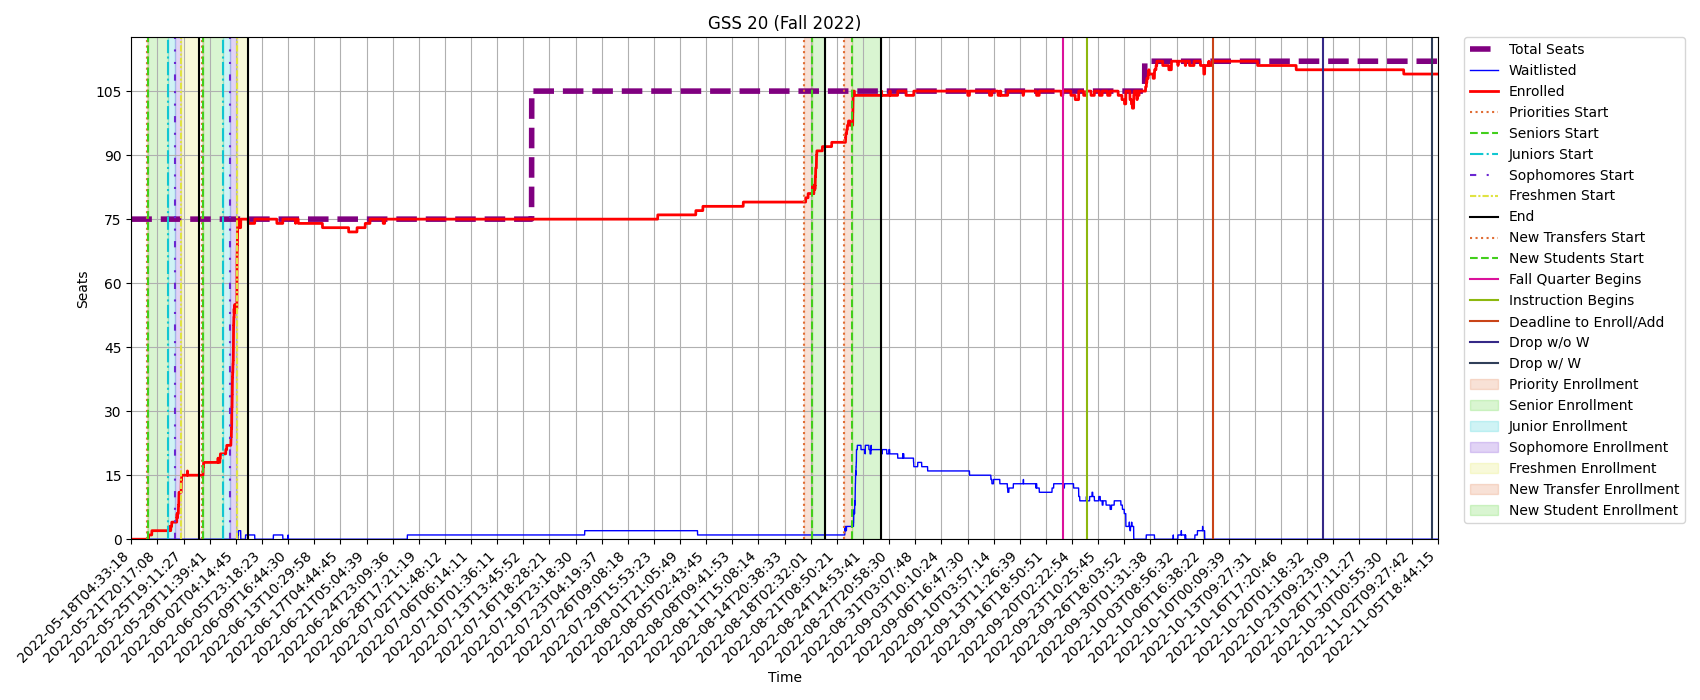 GSS 20 (Fall 2022)
Seats
105
90
75
60
45
30
15
0
2022-05-18T04:33:18
2022-05-21T20:17:08
2022-05-25T19:11:27
2022-05-29T11:39:41
2022-06-02T04:14:45
2022-06-05T23:18:23
2022-06-09T16:44:30
2022-06-13T10:29:58
2022-06-17T04:44:45
2022-06-21T05:04:39
2022-06-24T23:09:36
2022-06-28T17:21:19
2022-07-02T11:48:12
2022-07-06T06:14:11
2022-07-10T01:36:11
2022-07-13T13:45:52
2022-07-16T18:28:21
2022-07-19T23:18:30
2022-07-23T04:19:37
2022-07-26T09:08:18
2022-07-29T15:53:23
2022-08-01T21:05:49
2022-08-05T02:43:45
2022-08-08T09:41:53
2022-08-11T15:08:14
2022-08-14T20:38:33
2022-08-18T02:32:01
2022-08-21T08:50:21
2022-08-24T14:53:41
2022-08-27T20:58:30
2022-08-31T03:07:48
2022-09-03T10:10:24
2022-09-06T16:47:30
2022-09-10T03:57:14
2022-09-13T11:26:39
2022-09-16T18:50:51
2022-09-20T02:22:54
2022-09-23T10:25:45
2022-09-26T18:03:52
2022-09-30T01:31:38
2022-10-03T08:56:32
2022-10-06T16:38:22
2022-10-10T00:09:39
2022-10-13T09:27:31
2022-10-16T17:20:46
2022-10-20T01:18:32
2022-10-23T09:23:09
2022-10-26T17:11:27
2022-10-30T00:55:30
2022-11-02T09:27:42
2022-11-05T18:44:15
Time
Total Seats
Waitlisted
Enrolled
Priorities Start
Seniors Start
Juniors Start
Sophomores Start
Freshmen Start
End
New Transfers Start
New Students Start
Fall Quarter Begins
Instruction Begins
Deadline to Enroll/Add
Drop w/o W
Drop w/ W
Priority Enrollment
Senior Enrollment
Junior Enrollment
Sophomore Enrollment
Freshmen Enrollment
New Transfer Enrollment
New Student Enrollment